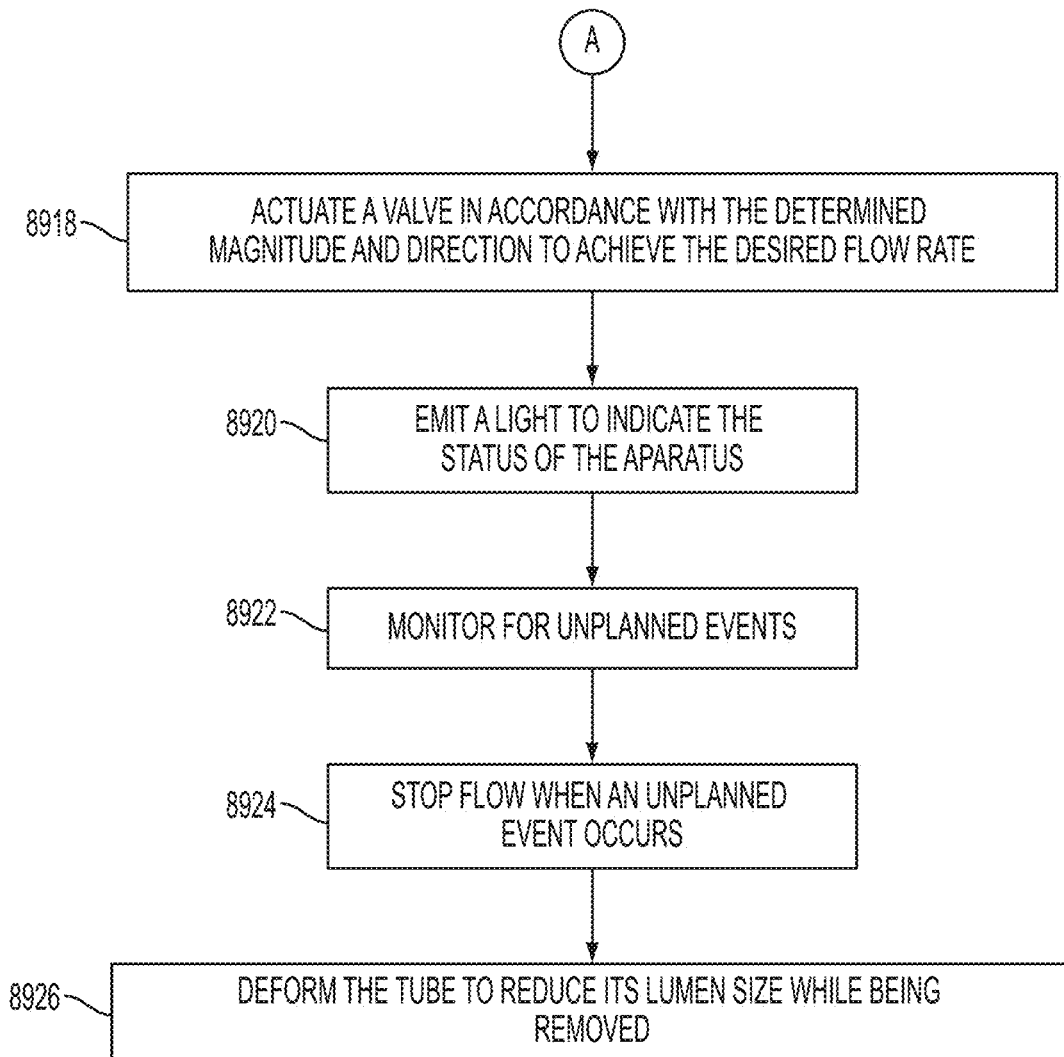 A
8918
ACTUATE A VALVE IN ACCORDANCE WITH THE DETERMINED
MAGNITUDE AND DIRECTION TO ACHIEVE THE DESIRED FLOW RATE
8920
EMIT A LIGHT TO INDICATE THE
STATUS OF THE APARATUS
8922
MONITOR FOR UNPLANNED EVENTS
8924
STOP FLOW WHEN AN UNPLANNED
EVENT OCCURS
8926
DEFORM THE TUBE TO REDUCE ITS LUMEN SIZE WHILE BEING
REMOVED